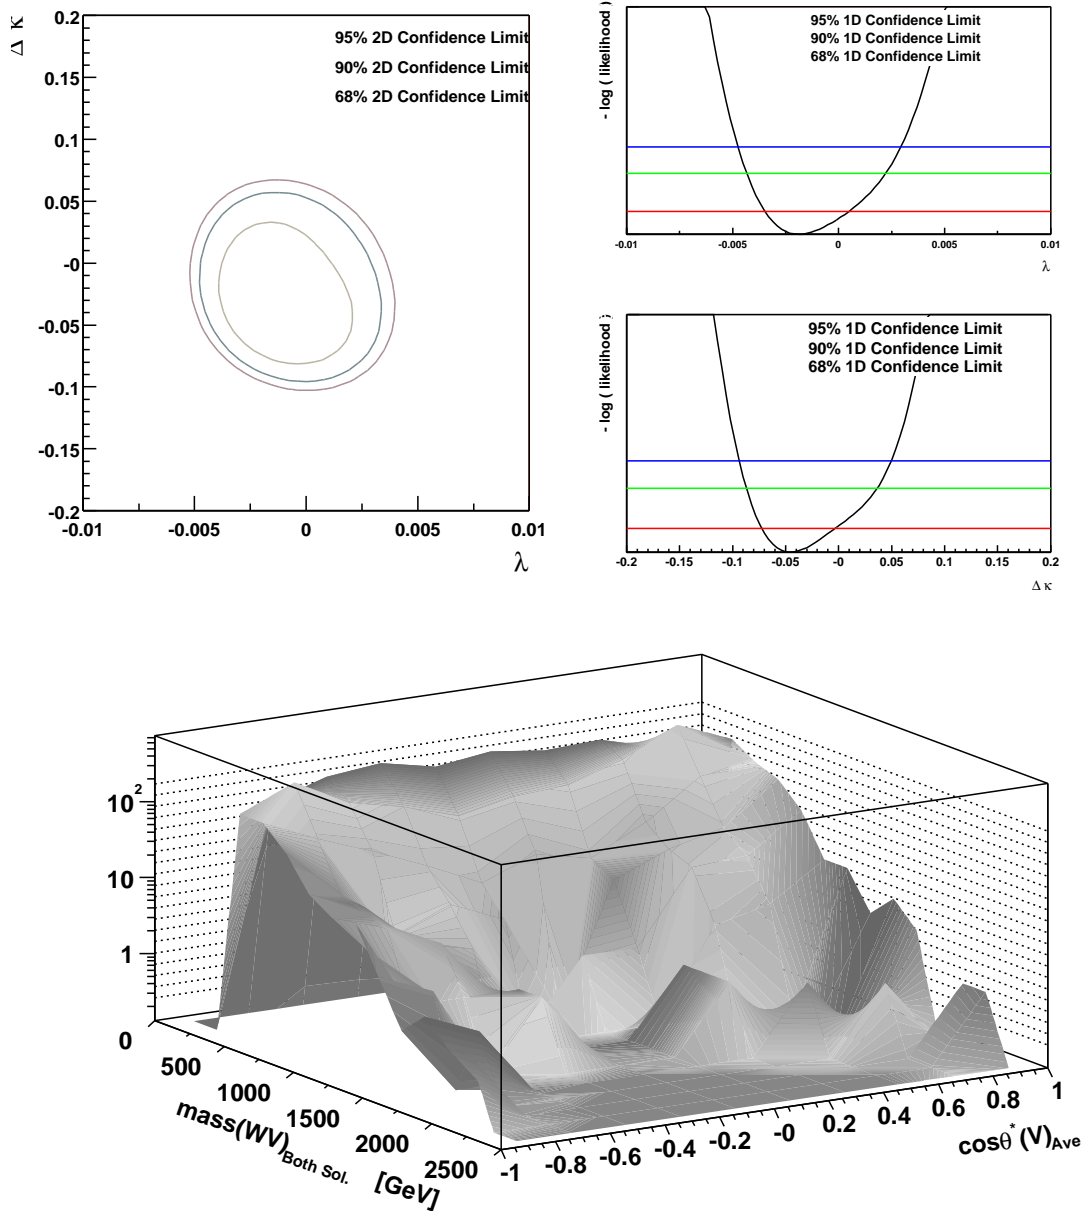 Δ κ
0.2
0.15
0.1
0.05
-0
-0.05
-0.1
-0.15
-0.2
-0.01 -0.005 0 0.005 0.01
λ
95% 2D Confidence Limit
90% 2D Confidence Limit
68% 2D Confidence Limit
- log ( likelihood )
95% 1D Confidence Limit
90% 1D Confidence Limit
68% 1D Confidence Limit
-0.01 -0.005 0 0.005 0.01
λ
- log ( likelihood )
95% 1D Confidence Limit
90% 1D Confidence Limit
68% 1D Confidence Limit
-0.2 -0.15 -0.1 -0.05 -0 0.05 0.1 0.15 0.2
Δ κ
10²
10
1
0 500 1000 1500 2000 2500
mass(WV)Both Sol. [GeV]
-1 -0.8 -0.6 -0.4 -0.2 -0 0.2 0.4 0.6 0.8 1
cosθ*(V)Ave